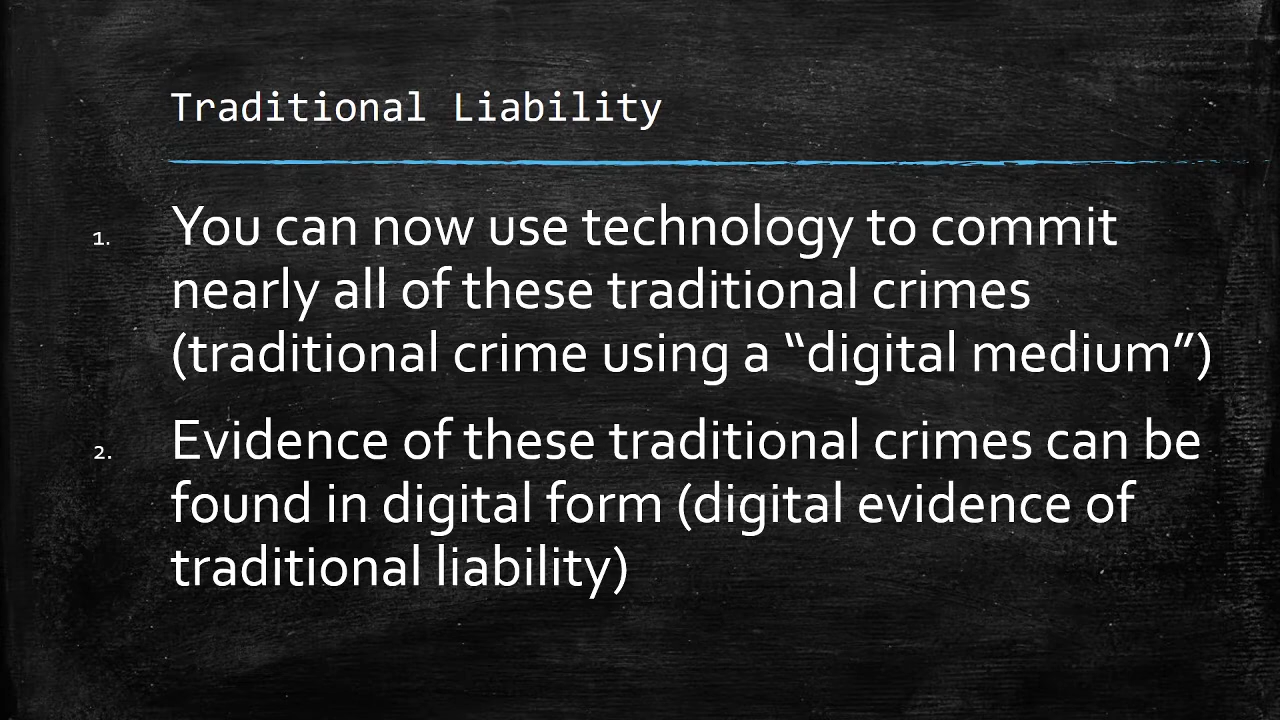 Traditional Liability
1. You can now use technology to commit
nearly all of these traditional crimes
(traditional crime using a “digital medium”)
2. Evidence of these traditional crimes can be
found in digital form (digital evidence of
traditional liability)